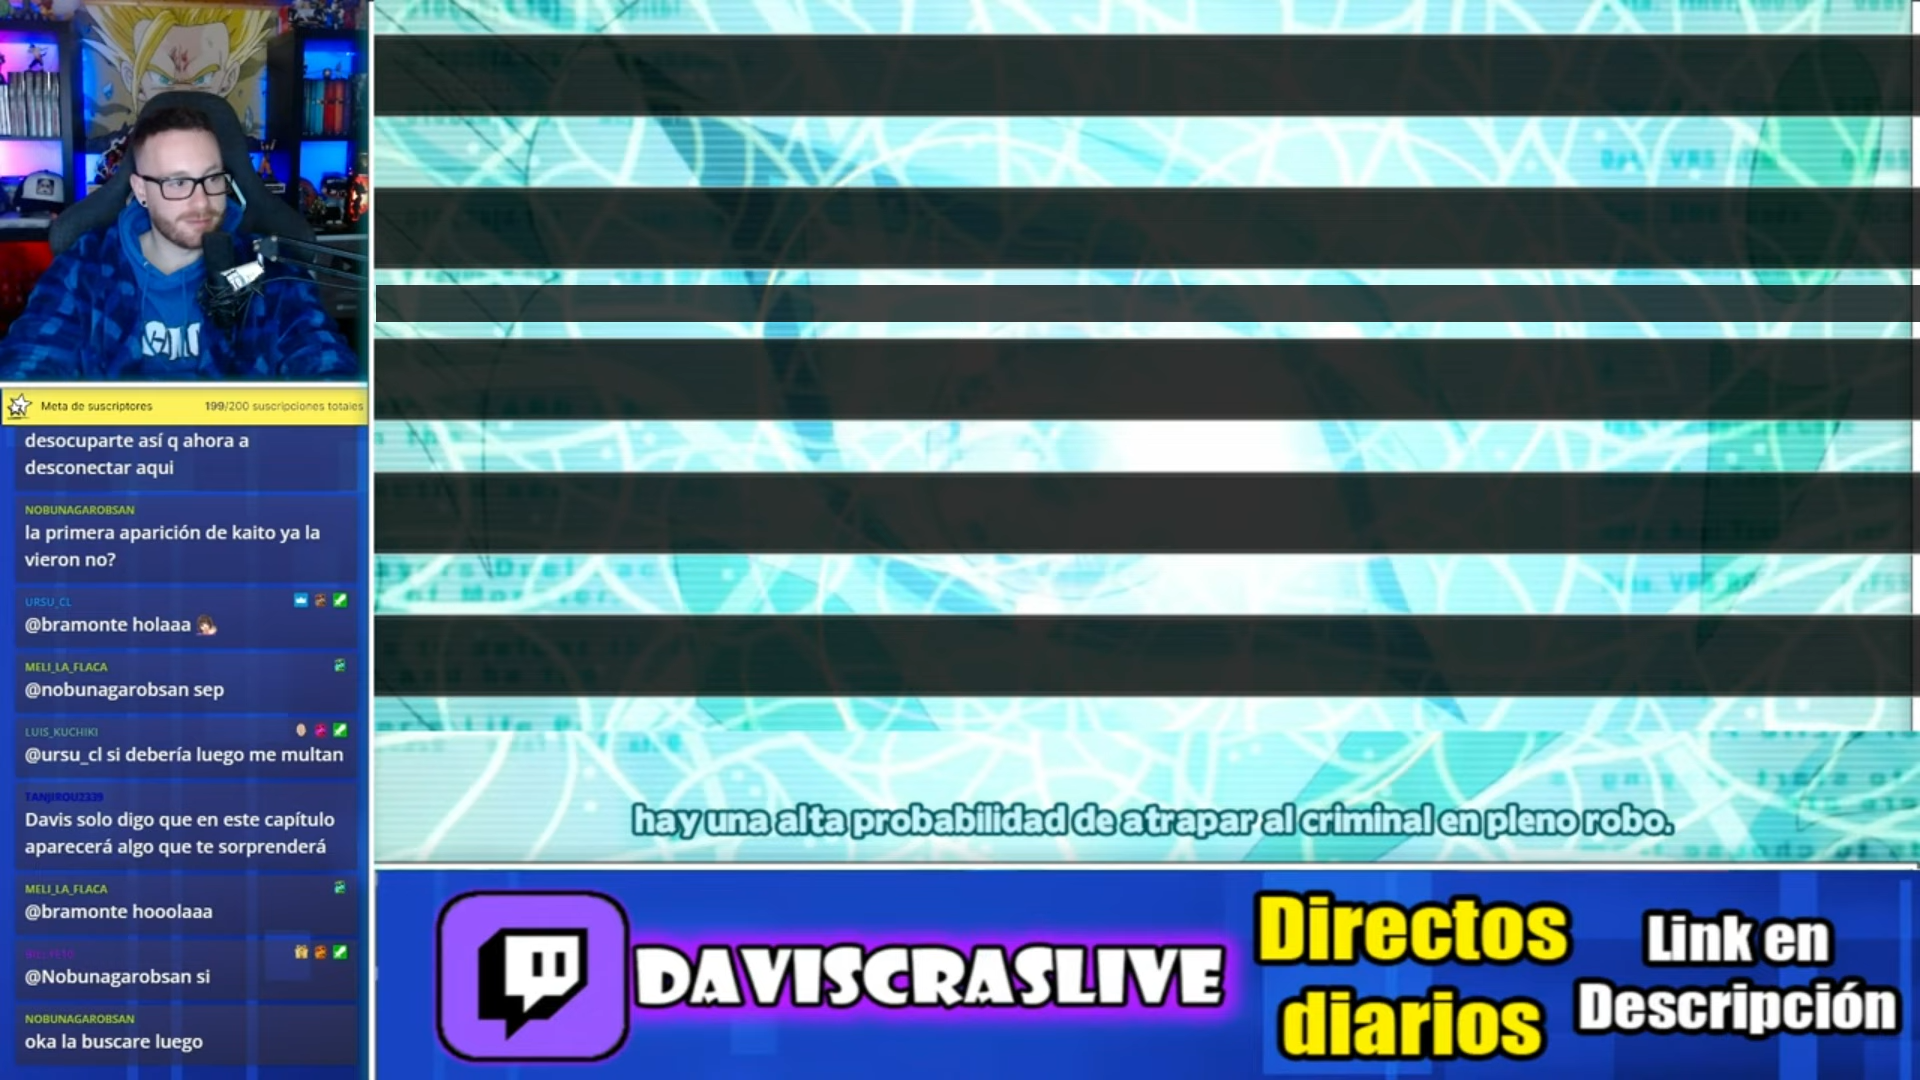 Meta de suscriptores 199/200 suscripciones totales
desocuparte así q ahora a
desconectar aqui
NOBUNAGAROBSAN
la primera aparición de kaito ya la
vieron no?
URSU_CL
@bramonte holaaa
MELI_LA_FLACA
@nobunagarobsan sep
LUIS_KUCHIKI
@ursu_cl si debería luego me multan
TANJIROU2339
Davis solo digo que en este capítulo
aparecerá algo que te sorprenderá
MELI_LA_FLACA
@bramonte hooolaaa
@Nobunagarobsan si
NOBUNAGAROBSAN
oka la buscare luego
hay una alta probabilidad de atrapar al criminal en pleno robo.
DAVISCRASLIVE
Directos
diarios
Link en
Descripción